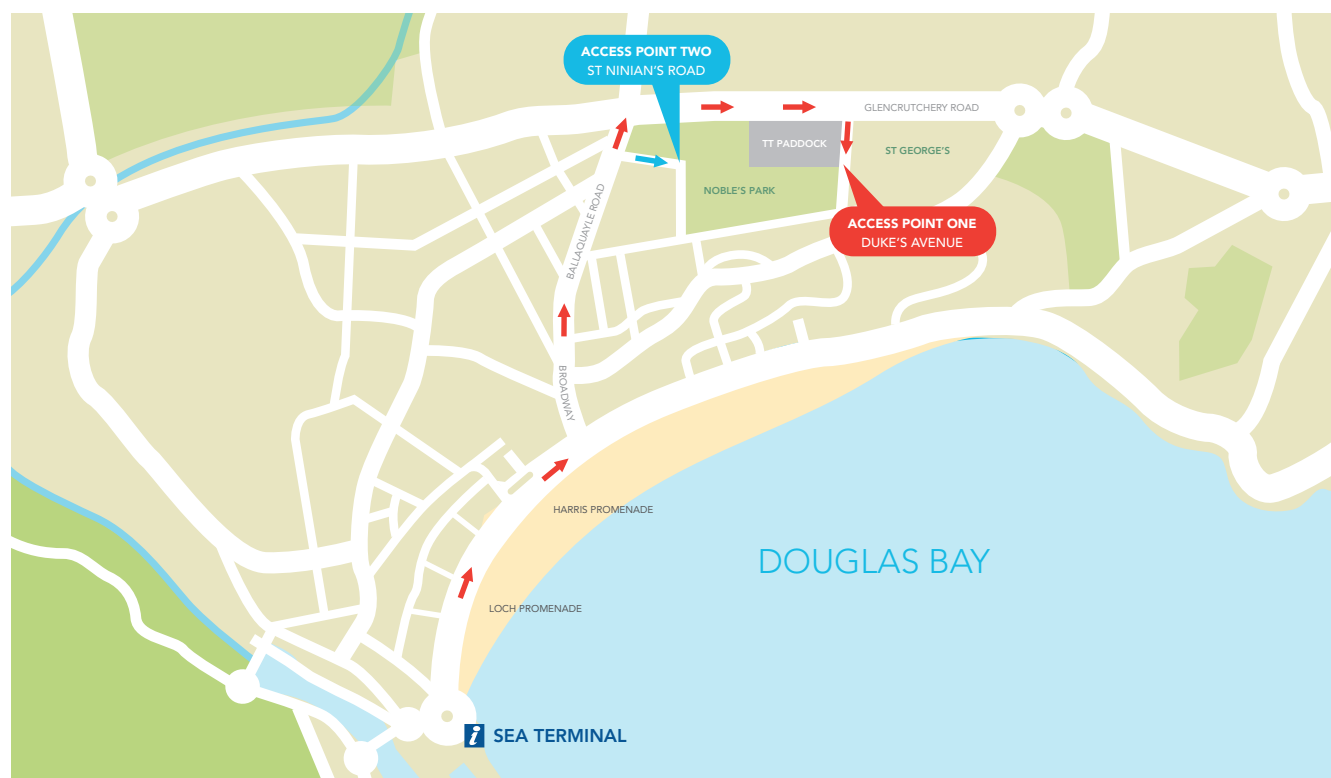 ACCESS POINT TWO
ST NINIAN'S ROAD
GLENCRUTCHERY ROAD
TT PADDOCK
ST GEORGE'S
NOBLE'S PARK
ACCESS POINT ONE
DUKE'S AVENUE
BALLAQUAYLE ROAD
BROADWAY
HARRIS PROMENADE
DOUGLAS BAY
LOCH PROMENADE
i SEA TERMINAL